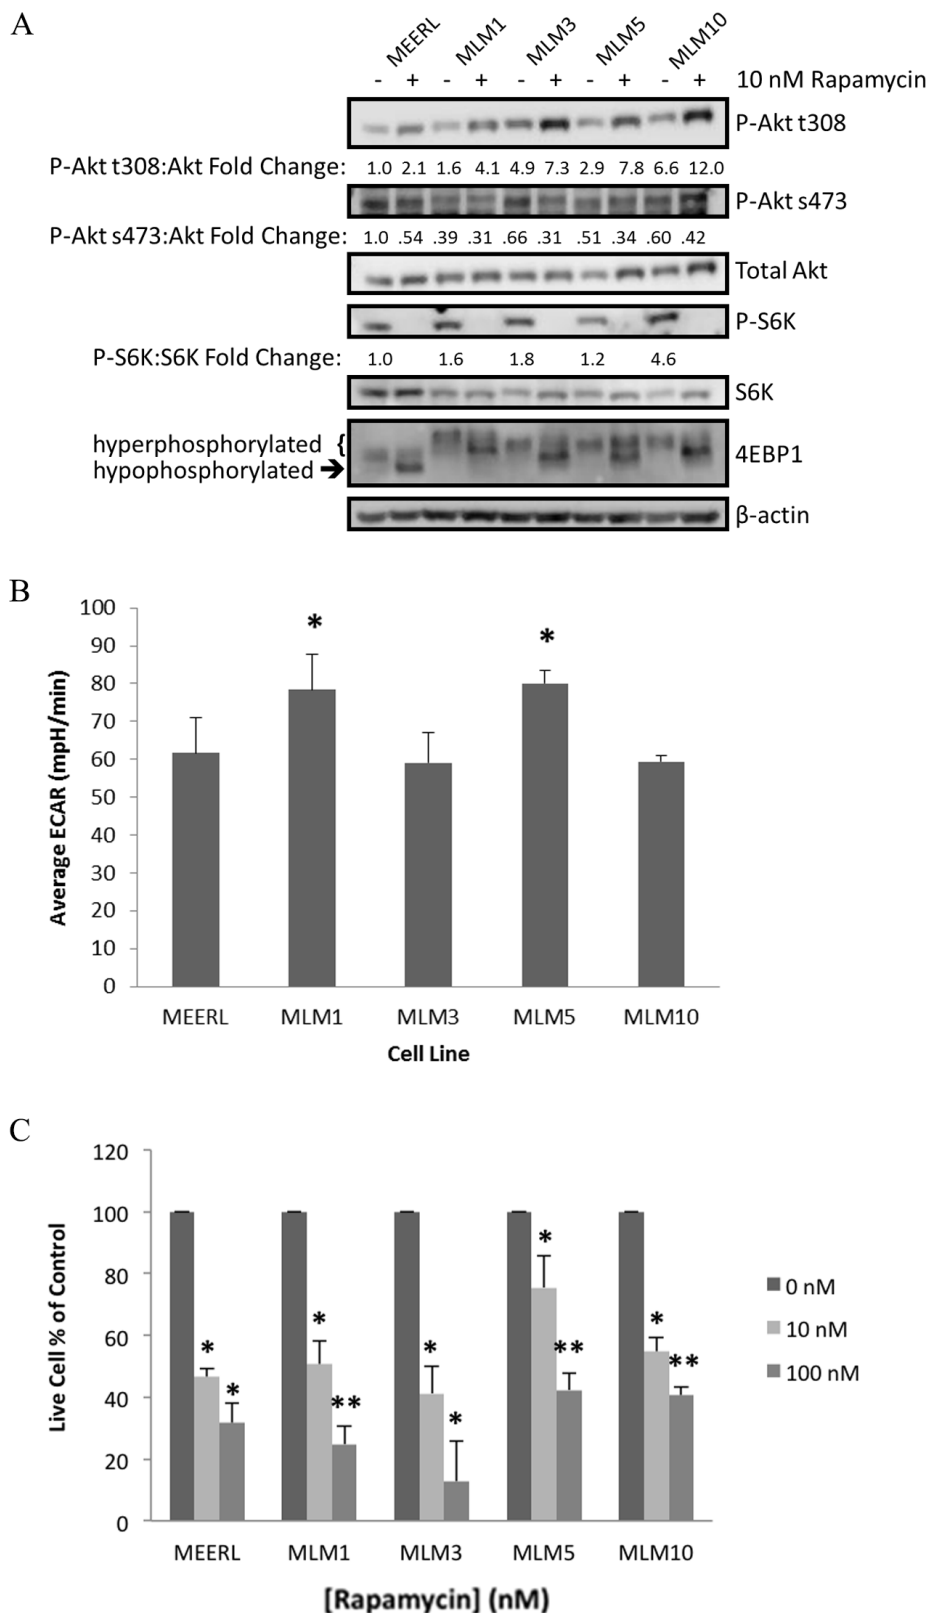 A
MEERL MLM1 MLM3 MLM5 MLM10
- + - + - + - + - + 10 nM Rapamycin
P-Akt t308
P-Akt t308:Akt Fold Change: 1.0 2.1 1.6 4.1 4.9 7.3 2.9 7.8 6.6 12.0
P-Akt s473
P-Akt s473:Akt Fold Change: 1.0 .54 .39 .31 .66 .31 .51 .34 .60 .42
Total Akt
P-S6K
P-S6K:S6K Fold Change: 1.0 1.6 1.8 1.2 4.6
S6K
hyperphosphorylated {
hypophosphorylated ➔
4EBP1
β-actin
B
Average ECAR (mpH/min)
100
90
80
70
60
50
40
30
20
10
0
* *
MEERL MLM1 MLM3 MLM5 MLM10
Cell Line
C
Live Cell % of Control
120
100
80
60
40
20
0
* * * ** * * * ** * **
0 nM
10 nM
100 nM
MEERL MLM1 MLM3 MLM5 MLM10
[Rapamycin] (nM)